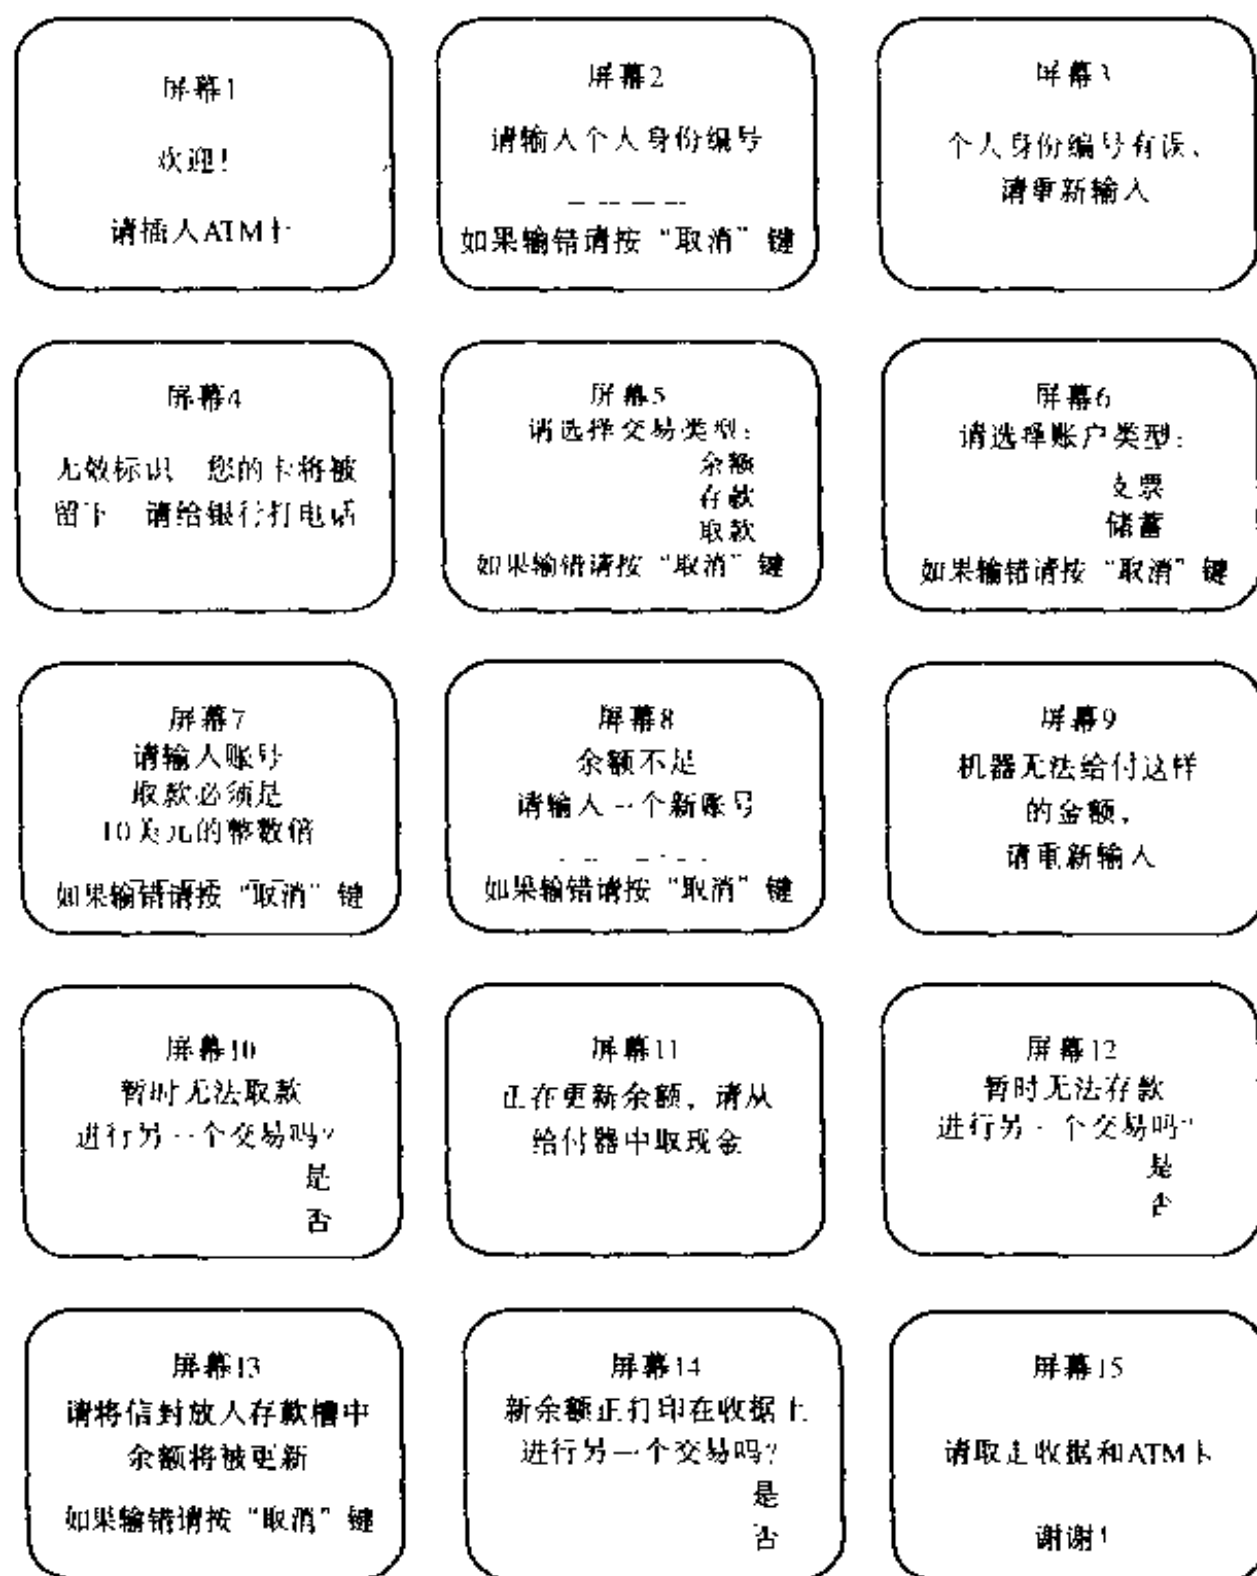 屏幕1
欢迎!
请插入ATM卡
屏幕2
请输入个人身份编号
_ _ _ _
如果输错请按“取消”键
屏幕3
个人身份编号有误,
请重新输入
屏幕4
无效标识 您的卡将被
留下 请给银行打电话
屏幕5
请选择交易类型:
余额
存款
取款
如果输错请按“取消”键
屏幕6
请选择账户类型:
支票
储蓄
如果输错请按“取消”键
屏幕7
请输入账号
取款必须是
10美元的整数倍
如果输错请按“取消”键
屏幕8
余额不足
请输入一个新账号
如果输错请按“取消”键
屏幕9
机器无法给付这样
的金额,
请重新输入
屏幕10
暂时无法取款
进行另一个交易吗?
是
否
屏幕11
正在更新余额, 请从
给付器中取现金
屏幕12
暂时无法存款
进行另一个交易吗?
是
否
屏幕13
请将信封放入存款槽中
余额将被更新
如果输错请按“取消”键
屏幕14
新余额正打印在收据上
进行另一个交易吗?
是
否
屏幕15
请取走收据和ATM卡
谢谢!